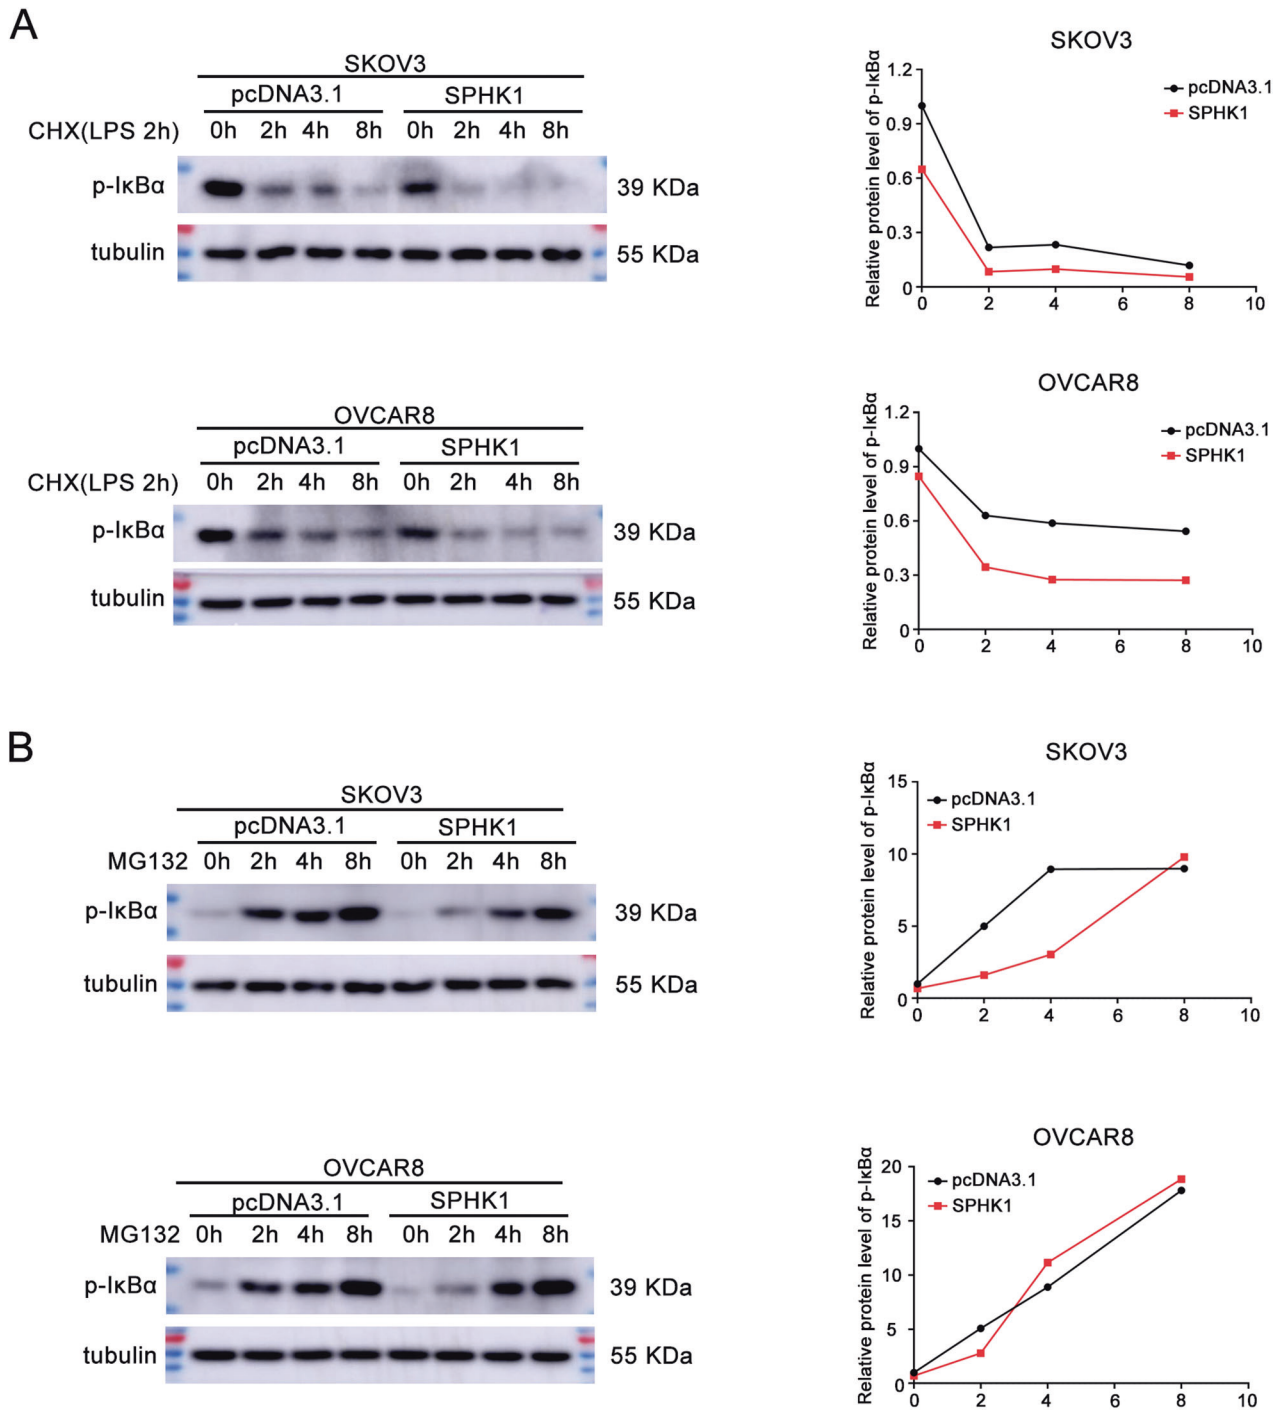 A
SKOV3
pcDNA3.1 SPHK1
CHX(LPS 2h) 0h 2h 4h 8h 0h 2h 4h 8h
p-IκBα 39 KDa
tubulin 55 KDa
SKOV3
Relative protein level of p-IκBα
1.2
0.9
0.6
0.3
0
0 2 4 6 8 10
pcDNA3.1
SPHK1
OVCAR8
pcDNA3.1 SPHK1
CHX(LPS 2h) 0h 2h 4h 8h 0h 2h 4h 8h
p-IκBα 39 KDa
tubulin 55 KDa
OVCAR8
Relative protein level of p-IκBα
1.2
0.9
0.6
0.3
0
0 2 4 6 8 10
pcDNA3.1
SPHK1
B
SKOV3
pcDNA3.1 SPHK1
MG132 0h 2h 4h 8h 0h 2h 4h 8h
p-IκBα 39 KDa
tubulin 55 KDa
SKOV3
Relative protein level of p-IκBα
15
10
5
0
0 2 4 6 8 10
pcDNA3.1
SPHK1
OVCAR8
pcDNA3.1 SPHK1
MG132 0h 2h 4h 8h 0h 2h 4h 8h
p-IκBα 39 KDa
tubulin 55 KDa
OVCAR8
Relative protein level of p-IκBα
20
15
10
5
0
0 2 4 6 8 10
pcDNA3.1
SPHK1